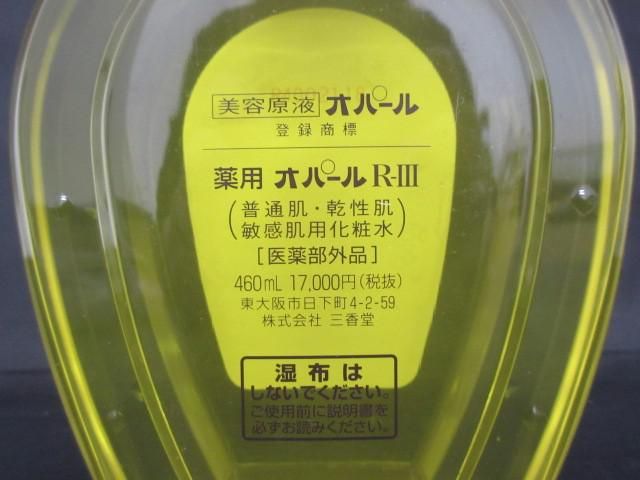 美容原液 オパール
登録商標
薬用 オパール R-III
(普通肌・乾性肌
敏感肌用化粧水)
[医薬部外品]
460mL 17,000円(税抜)
東大阪市日下町4-2-59
株式会社 三香堂
湿布は
しないでください。
ご使用前に説明書を
必ずお読みください。